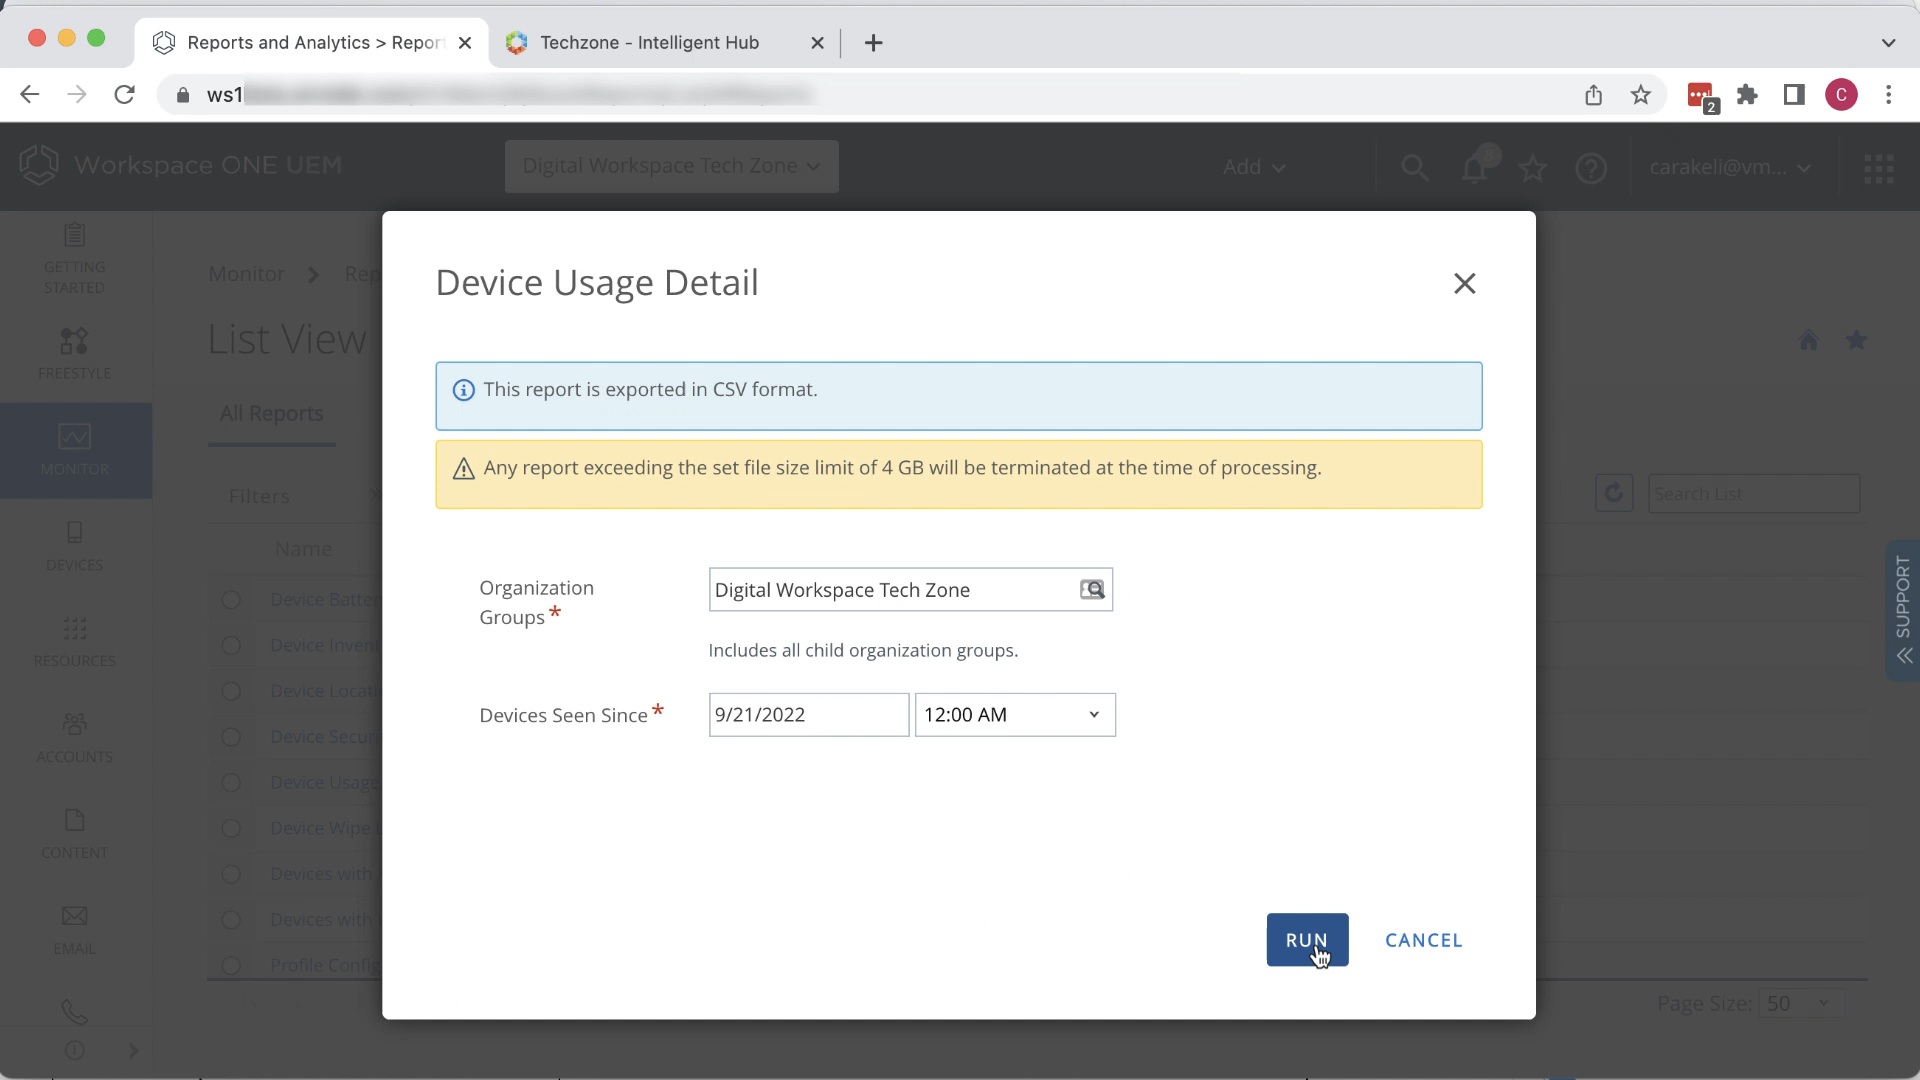 Reports and Analytics > Repor
Techzone - Intelligent Hub
ws1
2
C
Workspace ONE UEM
Digital Workspace Tech Zone
Add
carakeli@vm...
GETTING
STARTED
FREESTYLE
MONITOR
DEVICES
RESOURCES
ACCOUNTS
CONTENT
EMAIL
Monitor > Rep
List View
All Reports
Filters
Search List
Name
Device Batte
Device Inven
Device Locati
Device Securi
Device Usage
Device Wipe
Devices with
Devices with
Profile Config
Page Size: 50
SUPPORT
Device Usage Detail
This report is exported in CSV format.
Any report exceeding the set file size limit of 4 GB will be terminated at the time of processing.
Organization
Groups*
Digital Workspace Tech Zone
Includes all child organization groups.
Devices Seen Since*
9/21/2022
12:00 AM
RUN
CANCEL